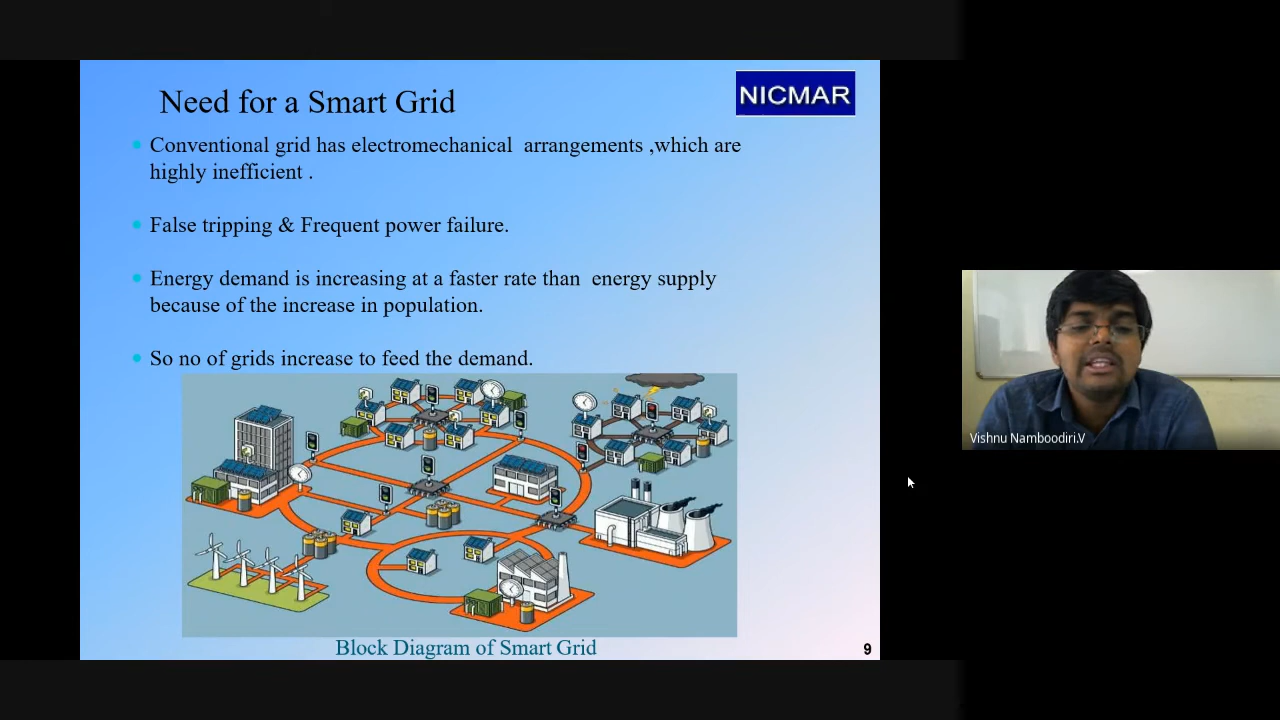 Need for a Smart Grid
NICMAR
Conventional grid has electromechanical arrangements ,which are
highly inefficient .
False tripping & Frequent power failure.
Energy demand is increasing at a faster rate than energy supply
because of the increase in population.
So no of grids increase to feed the demand.
Block Diagram of Smart Grid
9
Vishnu Namboodiri.V